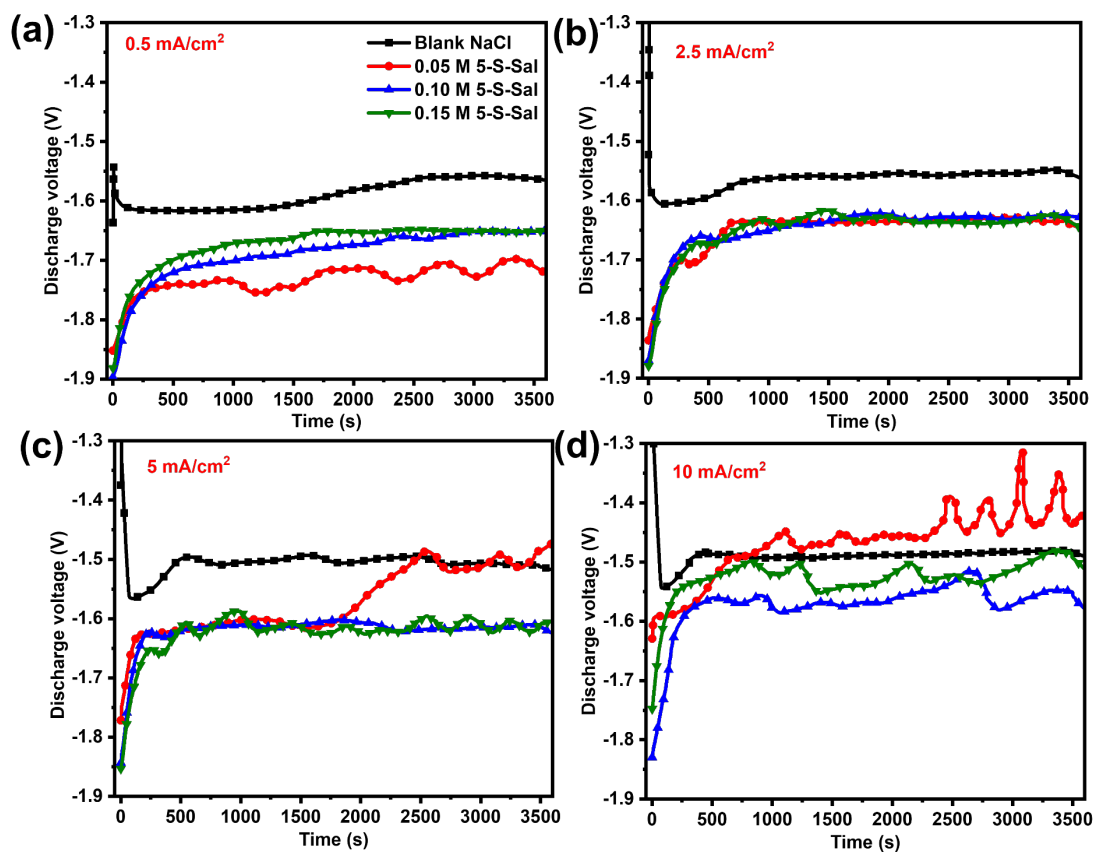 (a)
0.5 mA/cm²
Blank NaCl
0.05 M 5-S-Sal
0.10 M 5-S-Sal
0.15 M 5-S-Sal
Discharge voltage (V)
-1.3
-1.4
-1.5
-1.6
-1.7
-1.8
-1.9
0 500 1000 1500 2000 2500 3000 3500
Time (s)
(b)
2.5 mA/cm²
Discharge voltage (V)
-1.3
-1.4
-1.5
-1.6
-1.7
-1.8
-1.9
0 500 1000 1500 2000 2500 3000 3500
Time (s)
(c)
5 mA/cm²
Discharge voltage (V)
-1.3
-1.4
-1.5
-1.6
-1.7
-1.8
-1.9
0 500 1000 1500 2000 2500 3000 3500
Time (s)
(d)
10 mA/cm²
Discharge voltage (V)
-1.3
-1.4
-1.5
-1.6
-1.7
-1.8
-1.9
0 500 1000 1500 2000 2500 3000 3500
Time (s)